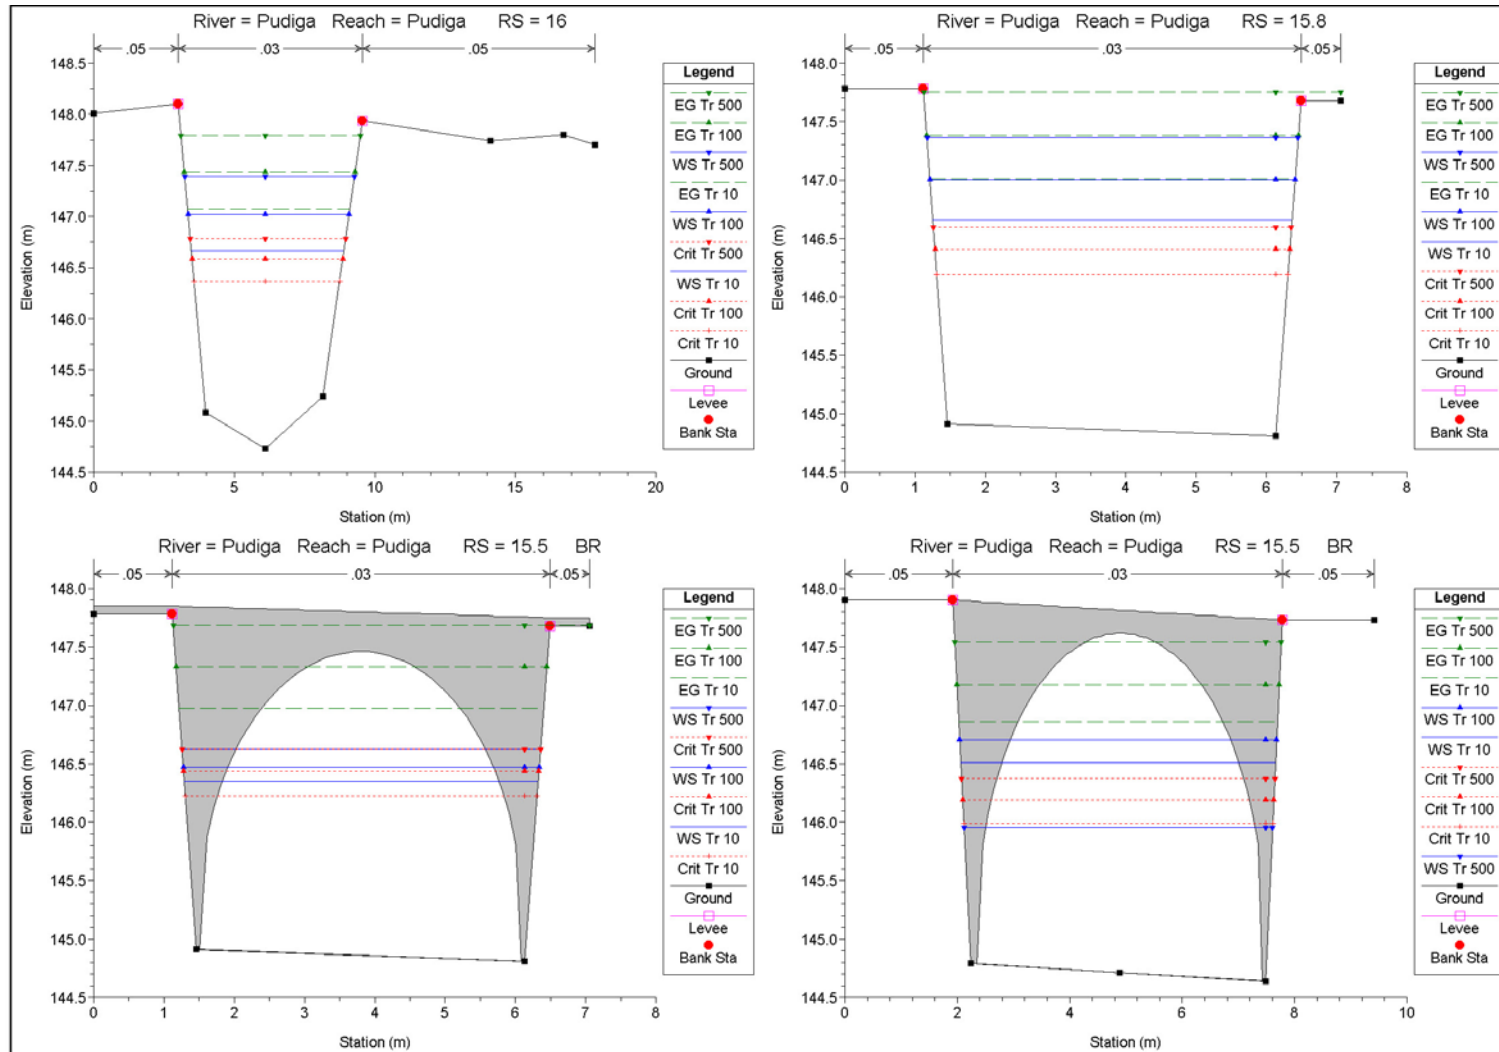 River = Pudiga Reach = Pudiga RS = 16
.05 .03 .05
148.5
148.0
147.5
147.0
146.5
146.0
145.5
145.0
144.5
0 5 10 15 20
Station (m)
Elevation (m)
Legend
EG Tr 500
EG Tr 100
WS Tr 500
EG Tr 10
WS Tr 100
Crit Tr 500
WS Tr 10
Crit Tr 100
Crit Tr 10
Ground
Levee
Bank Sta
River = Pudiga Reach = Pudiga RS = 15.8
.05 .03 .05
148.0
147.5
147.0
146.5
146.0
145.5
145.0
144.5
0 1 2 3 4 5 6 7 8
Station (m)
Elevation (m)
Legend
EG Tr 500
EG Tr 100
WS Tr 500
EG Tr 10
WS Tr 100
WS Tr 10
Crit Tr 500
Crit Tr 100
Crit Tr 10
Ground
Levee
Bank Sta
River = Pudiga Reach = Pudiga RS = 15.5 BR
.05 .03 .05
148.0
147.5
147.0
146.5
146.0
145.5
145.0
144.5
0 1 2 3 4 5 6 7 8
Station (m)
Elevation (m)
Legend
EG Tr 500
EG Tr 100
EG Tr 10
WS Tr 500
Crit Tr 500
WS Tr 100
Crit Tr 100
WS Tr 10
Crit Tr 10
Ground
Levee
Bank Sta
River = Pudiga Reach = Pudiga RS = 15.5 BR
.05 .03 .05
148.0
147.5
147.0
146.5
146.0
145.5
145.0
144.5
0 2 4 6 8 10
Station (m)
Elevation (m)
Legend
EG Tr 500
EG Tr 100
EG Tr 10
WS Tr 100
WS Tr 10
Crit Tr 500
Crit Tr 100
Crit Tr 10
WS Tr 500
Ground
Levee
Bank Sta